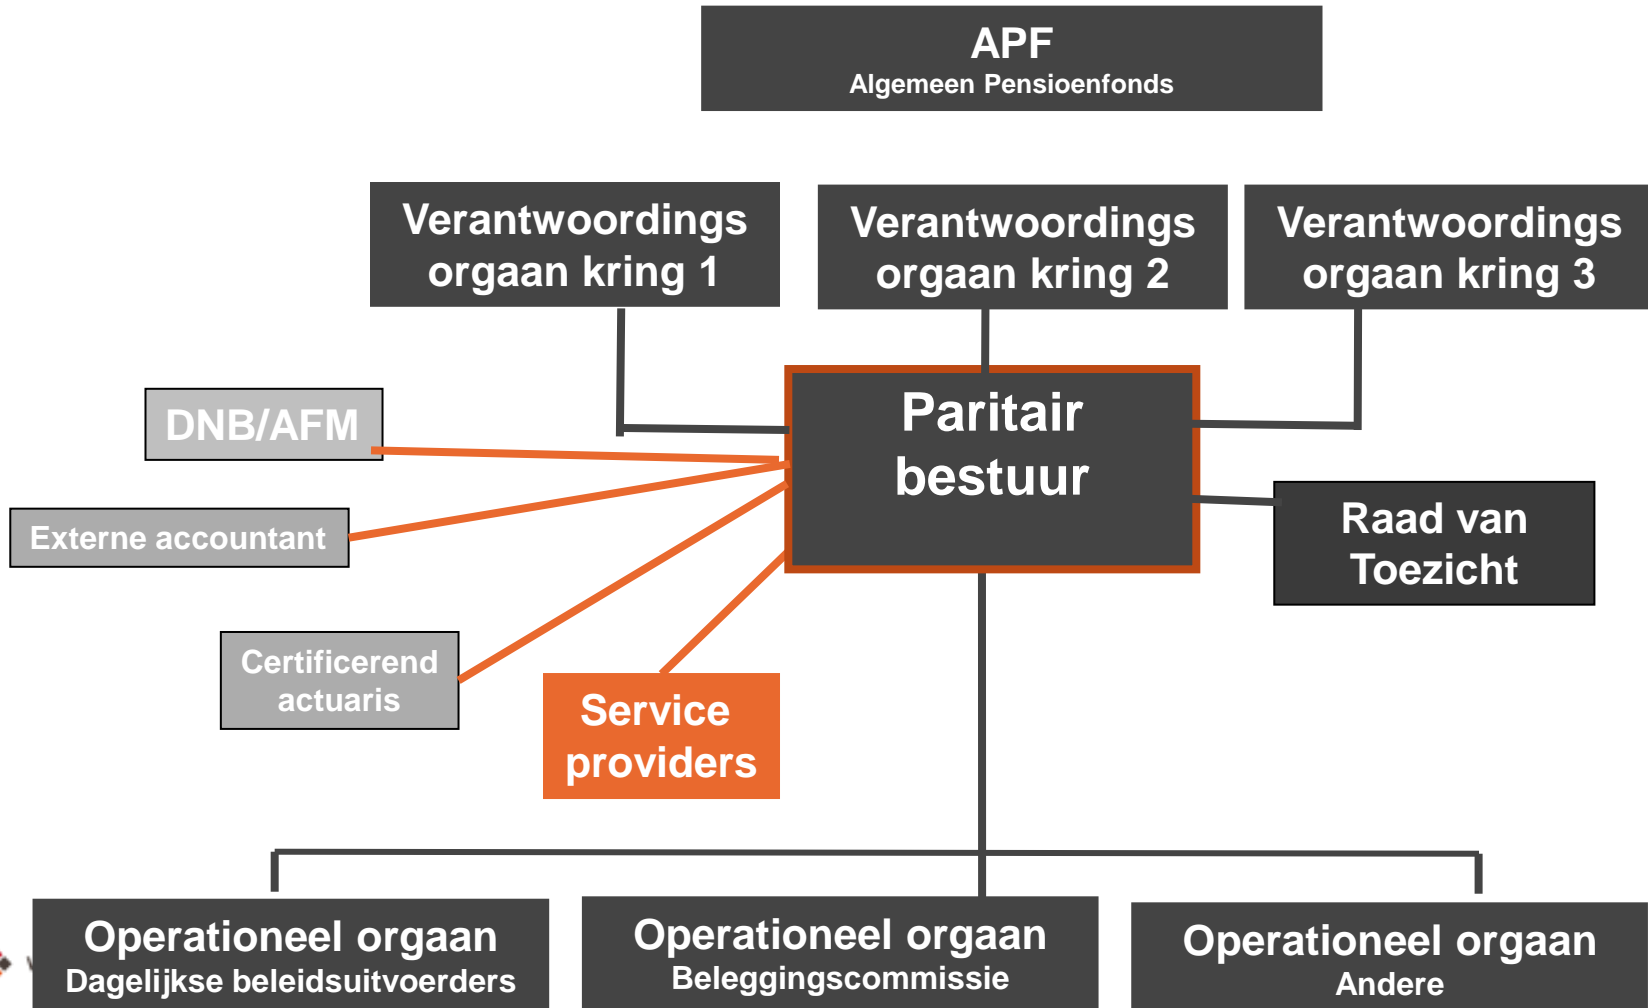 APF
Algemeen Pensioenfonds
Verantwoordings
orgaan kring 1
Verantwoordings
orgaan kring 2
Verantwoordings
orgaan kring 3
DNB/AFM
Paritair
bestuur
Externe accountant
Raad van
Toezicht
Certificerend
actuaris
Service
providers
Operationeel orgaan
Dagelijkse beleidsuitvoerders
Operationeel orgaan
Beleggingscommissie
Operationeel orgaan
Andere